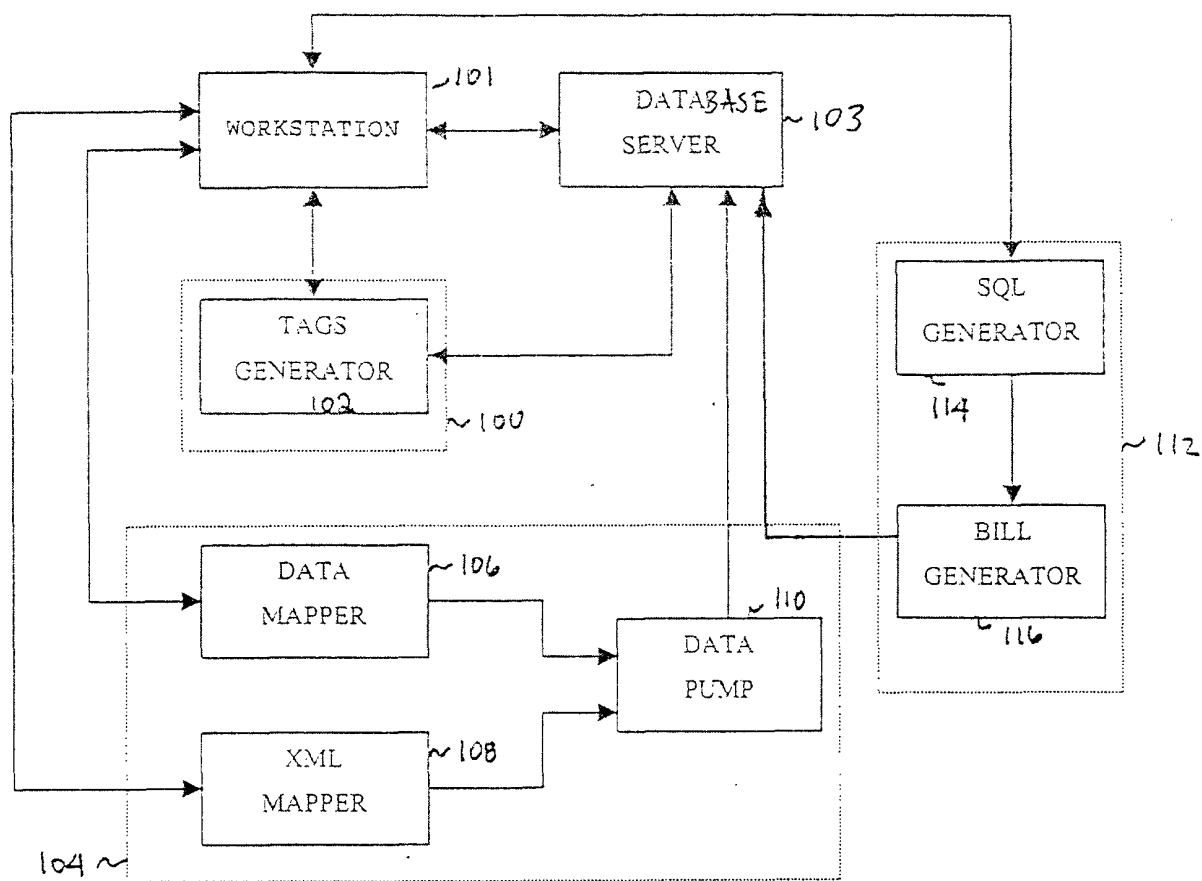 101
WORKSTATION
DATABASE
SERVER
103
TAGS
GENERATOR
102
100
SQL
GENERATOR
114
112
BILL
GENERATOR
116
DATA
MAPPER
106
110
DATA
PUMP
XML
MAPPER
108
104